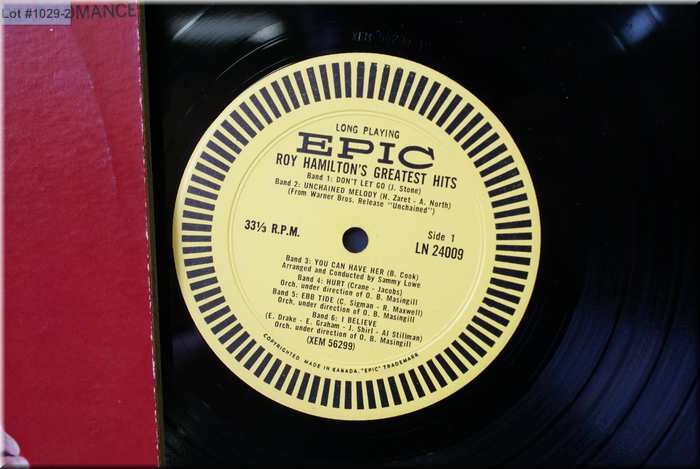 Lot #1029-2
OMANCE
LONG PLAYING
EPIC
ROY HAMILTON'S GREATEST HITS
Band 1: DON'T LET GO (J. Stone)
Band 2: UNCHAINED MELODY (H. Zaret - A. North)
(From Warner Bros. Release "Unchained")
33⅓ R.P.M.
Side 1
LN 24009
Band 3: YOU CAN HAVE HER (B. Cook)
Arranged and Conducted by Sammy Lowe
Band 4: HURT (Crane - Jacobs)
Orch. under direction of O. B. Masingill
Band 5: EBB TIDE (C. Sigman - R. Maxwell)
Orch. under direction of O. B. Masingill
Band 6: I BELIEVE
(E. Drake - E. Graham - J. Shirl - Al Stillman)
Orch. under direction of O. B. Masingill
(XEM 56299)
COPYRIGHTED. MADE IN CANADA. "EPIC" TRADEMARK